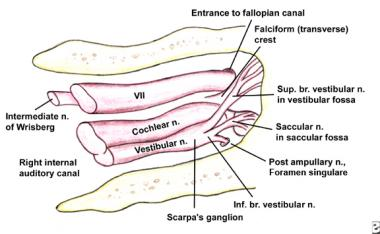 Entrance to fallopian canal
Falciform (transverse)
crest
VII
Sup. br. vestibular n.
in vestibular fossa
Intermediate n.
of Wrisberg
Cochlear n.
Saccular n.
in saccular fossa
Vestibular n.
Right internal
auditory canal
Post ampullary n.,
Foramen singulare
Inf. br. vestibular n.
Scarpa's ganglion